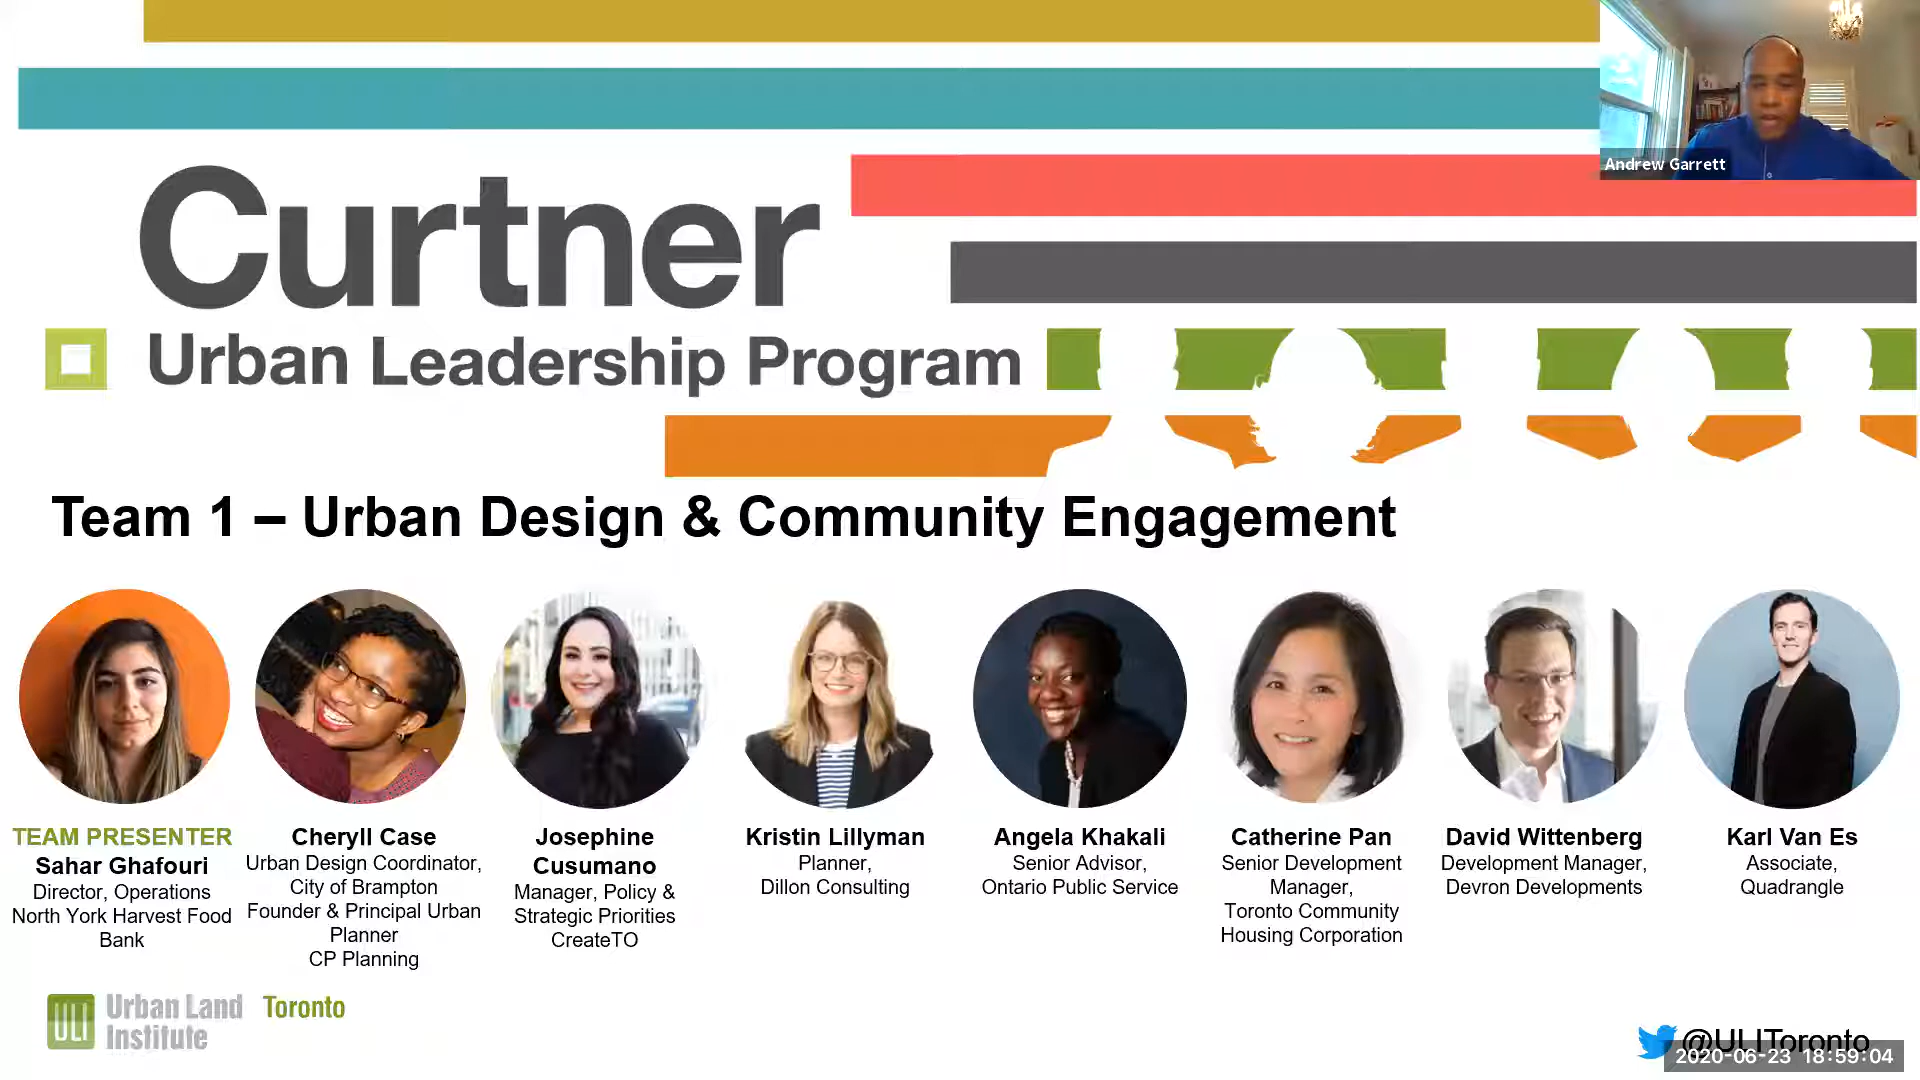 Andrew Garrett
Curtner
Urban Leadership Program
Team 1 – Urban Design & Community Engagement
TEAM PRESENTER
Sahar Ghafouri
Director, Operations
North York Harvest Food
Bank
Cheryll Case
Urban Design Coordinator,
City of Brampton
Founder & Principal Urban
Planner
CP Planning
Josephine
Cusumano
Manager, Policy &
Strategic Priorities
CreateTO
Kristin Lillyman
Planner,
Dillon Consulting
Angela Khakali
Senior Advisor,
Ontario Public Service
Catherine Pan
Senior Development
Manager,
Toronto Community
Housing Corporation
David Wittenberg
Development Manager,
Devron Developments
Karl Van Es
Associate,
Quadrangle
ULI
Urban Land
Institute
Toronto
@ULIToronto
2020-06-23 18:59:04